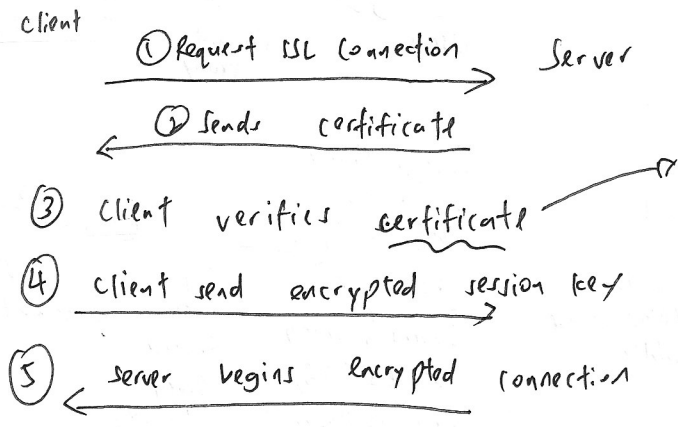 Client
① Request SSL Connection
Server
② Sends certificate
③ Client verifies certificate
④ Client send encrypted session key
⑤ server begins encrypted connection